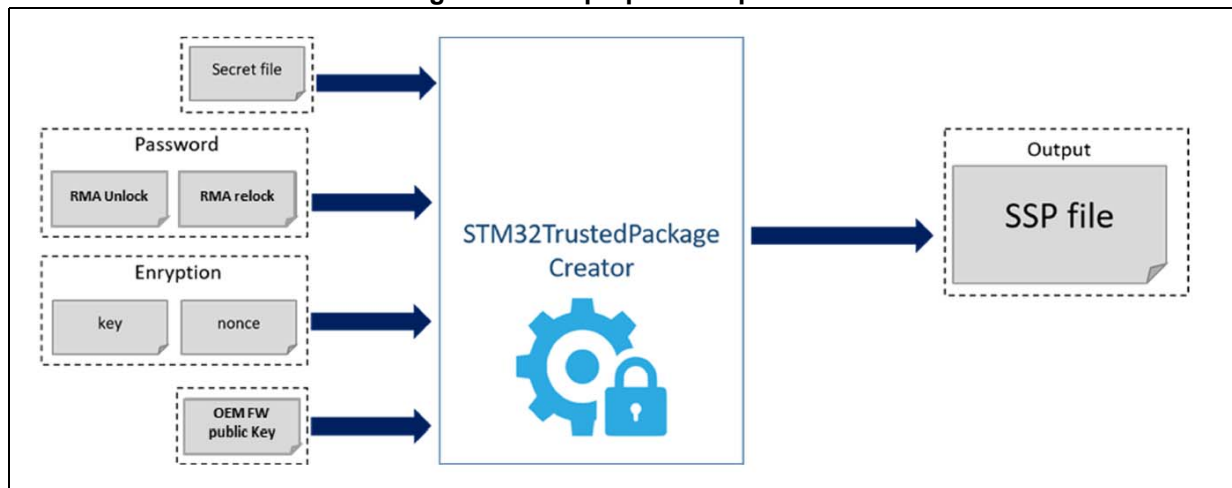 Secret file
Password
RMA Unlock
RMA relock
Enryption
key
nonce
OEM FW
public Key
STM32TrustedPackage
Creator
Output
SSP file